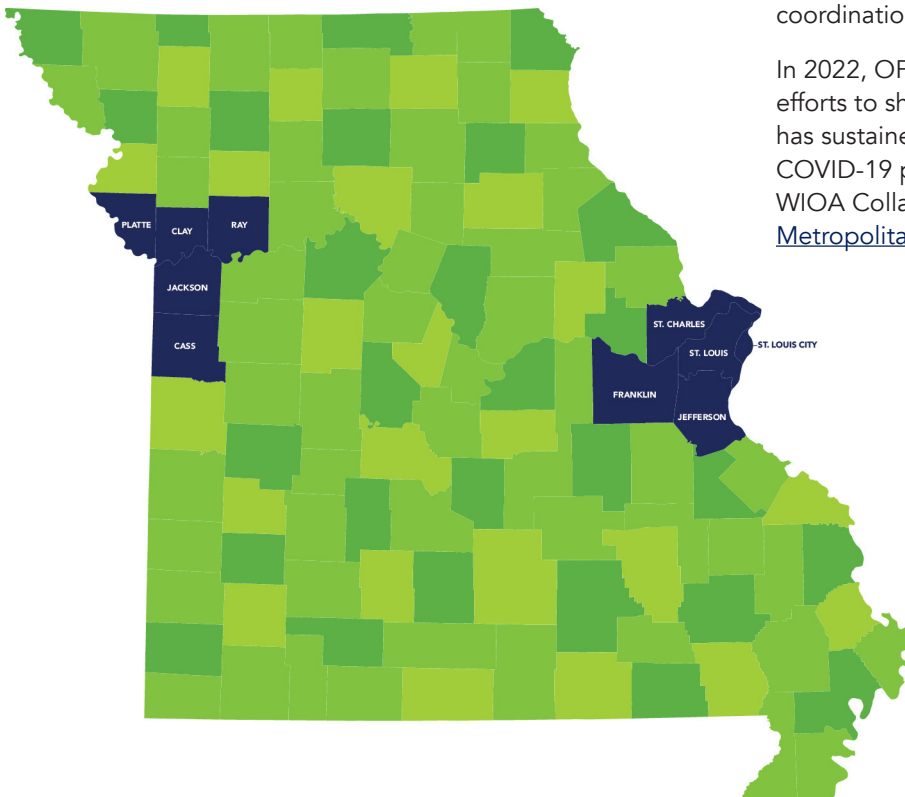 coordination
In 2022, OF
efforts to sh
has sustaine
COVID-19 p
WIOA Colla
Metropolita
PLATTE
CLAY
RAY
JACKSON
CASS
ST. CHARLES
ST. LOUIS
ST. LOUIS CITY
FRANKLIN
JEFFERSON